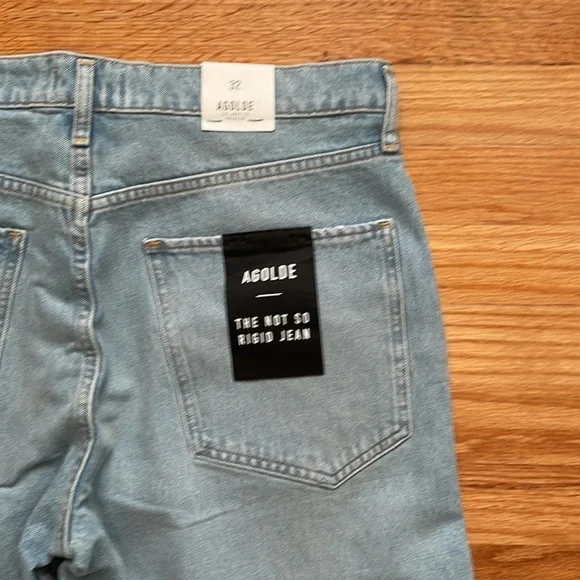 32
AGOLDE
AGOLDE
THE NOT SO
RIGID JEAN